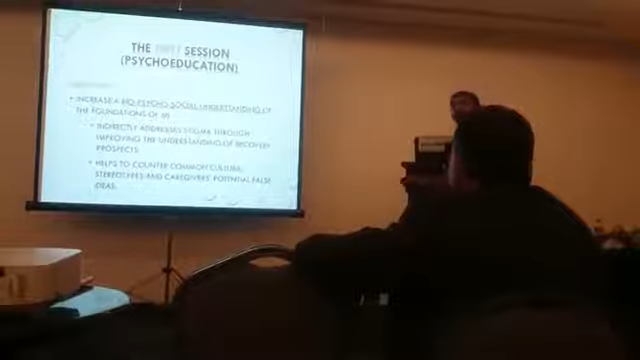 THE SESSION
(PSYCHOEDUCATION)
• INCREASE A BIO-PSYCHO-SOCIAL UNDERSTANDING OF
THE FOUNDATIONS OF
• INDIRECTLY ADDRESSES STIGMA THROUGH
IMPROVING THE UNDERSTANDING OF RECOVERY
PROSPECTS
• HELPS TO COUNTER COMMON CULTURE,
STEREOTYPES AND CAREGIVERS' POTENTIAL FALSE
IDEAS.